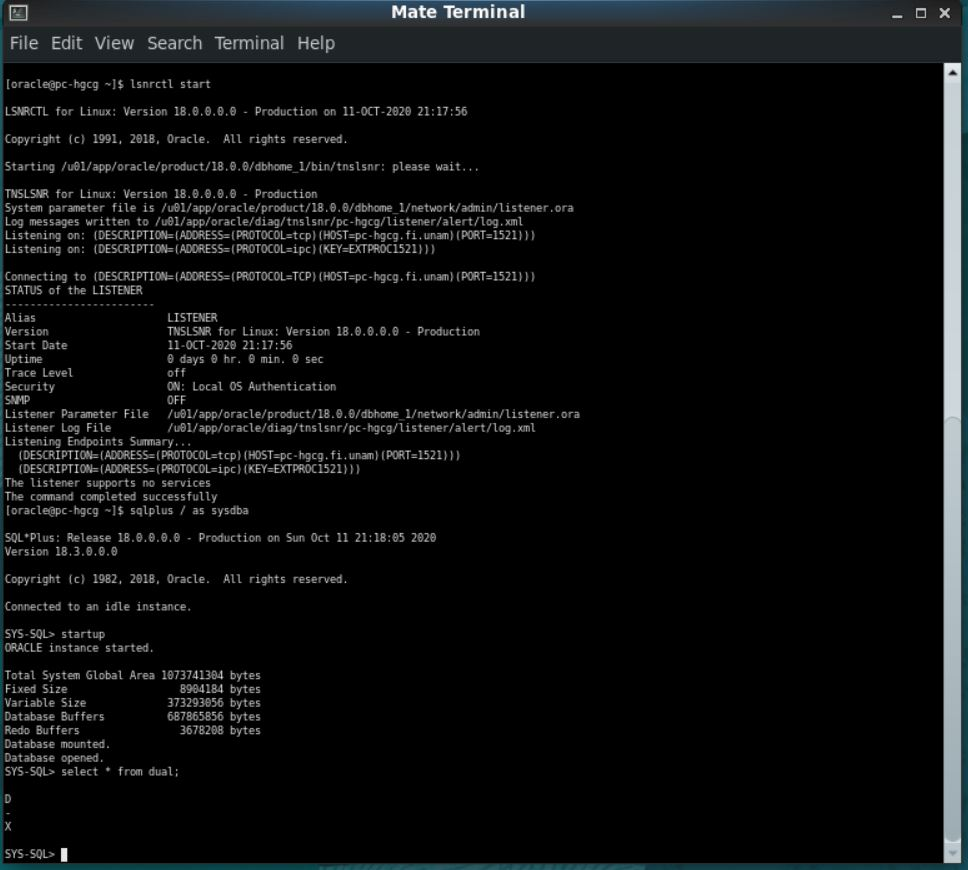 Mate Terminal
File Edit View Search Terminal Help
[oracle@pc-hgcg ~]$ lsnrctl start
LSNRCTL for Linux: Version 18.0.0.0.0 - Production on 11-OCT-2020 21:17:56
Copyright (c) 1991, 2018, Oracle.  All rights reserved.
Starting /u01/app/oracle/product/18.0.0/dbhome_1/bin/tnslsnr: please wait...
TNSLSNR for Linux: Version 18.0.0.0.0 - Production
System parameter file is /u01/app/oracle/product/18.0.0/dbhome_1/network/admin/listener.ora
Log messages written to /u01/app/oracle/diag/tnslsnr/pc-hgcg/listener/alert/log.xml
Listening on: (DESCRIPTION=(ADDRESS=(PROTOCOL=tcp)(HOST=pc-hgcg.fi.unam)(PORT=1521)))
Listening on: (DESCRIPTION=(ADDRESS=(PROTOCOL=ipc)(KEY=EXTPROC1521)))
Connecting to (DESCRIPTION=(ADDRESS=(PROTOCOL=TCP)(HOST=pc-hgcg.fi.unam)(PORT=1521)))
STATUS of the LISTENER
------------------------
Alias                     LISTENER
Version                   TNSLSNR for Linux: Version 18.0.0.0.0 - Production
Start Date                11-OCT-2020 21:17:56
Uptime                    0 days 0 hr. 0 min. 0 sec
Trace Level               off
Security                  ON: Local OS Authentication
SNMP                      OFF
Listener Parameter File   /u01/app/oracle/product/18.0.0/dbhome_1/network/admin/listener.ora
Listener Log File         /u01/app/oracle/diag/tnslsnr/pc-hgcg/listener/alert/log.xml
Listening Endpoints Summary...
  (DESCRIPTION=(ADDRESS=(PROTOCOL=tcp)(HOST=pc-hgcg.fi.unam)(PORT=1521)))
  (DESCRIPTION=(ADDRESS=(PROTOCOL=ipc)(KEY=EXTPROC1521)))
The listener supports no services
The command completed successfully
[oracle@pc-hgcg ~]$ sqlplus / as sysdba
SQL*Plus: Release 18.0.0.0.0 - Production on Sun Oct 11 21:18:05 2020
Version 18.3.0.0.0
Copyright (c) 1982, 2018, Oracle.  All rights reserved.
Connected to an idle instance.
SYS-SQL> startup
ORACLE instance started.
Total System Global Area 1073741304 bytes
Fixed Size                  8904184 bytes
Variable Size             373293056 bytes
Database Buffers          687865856 bytes
Redo Buffers                3678208 bytes
Database mounted.
Database opened.
SYS-SQL> select * from dual;
D
-
X
SYS-SQL>